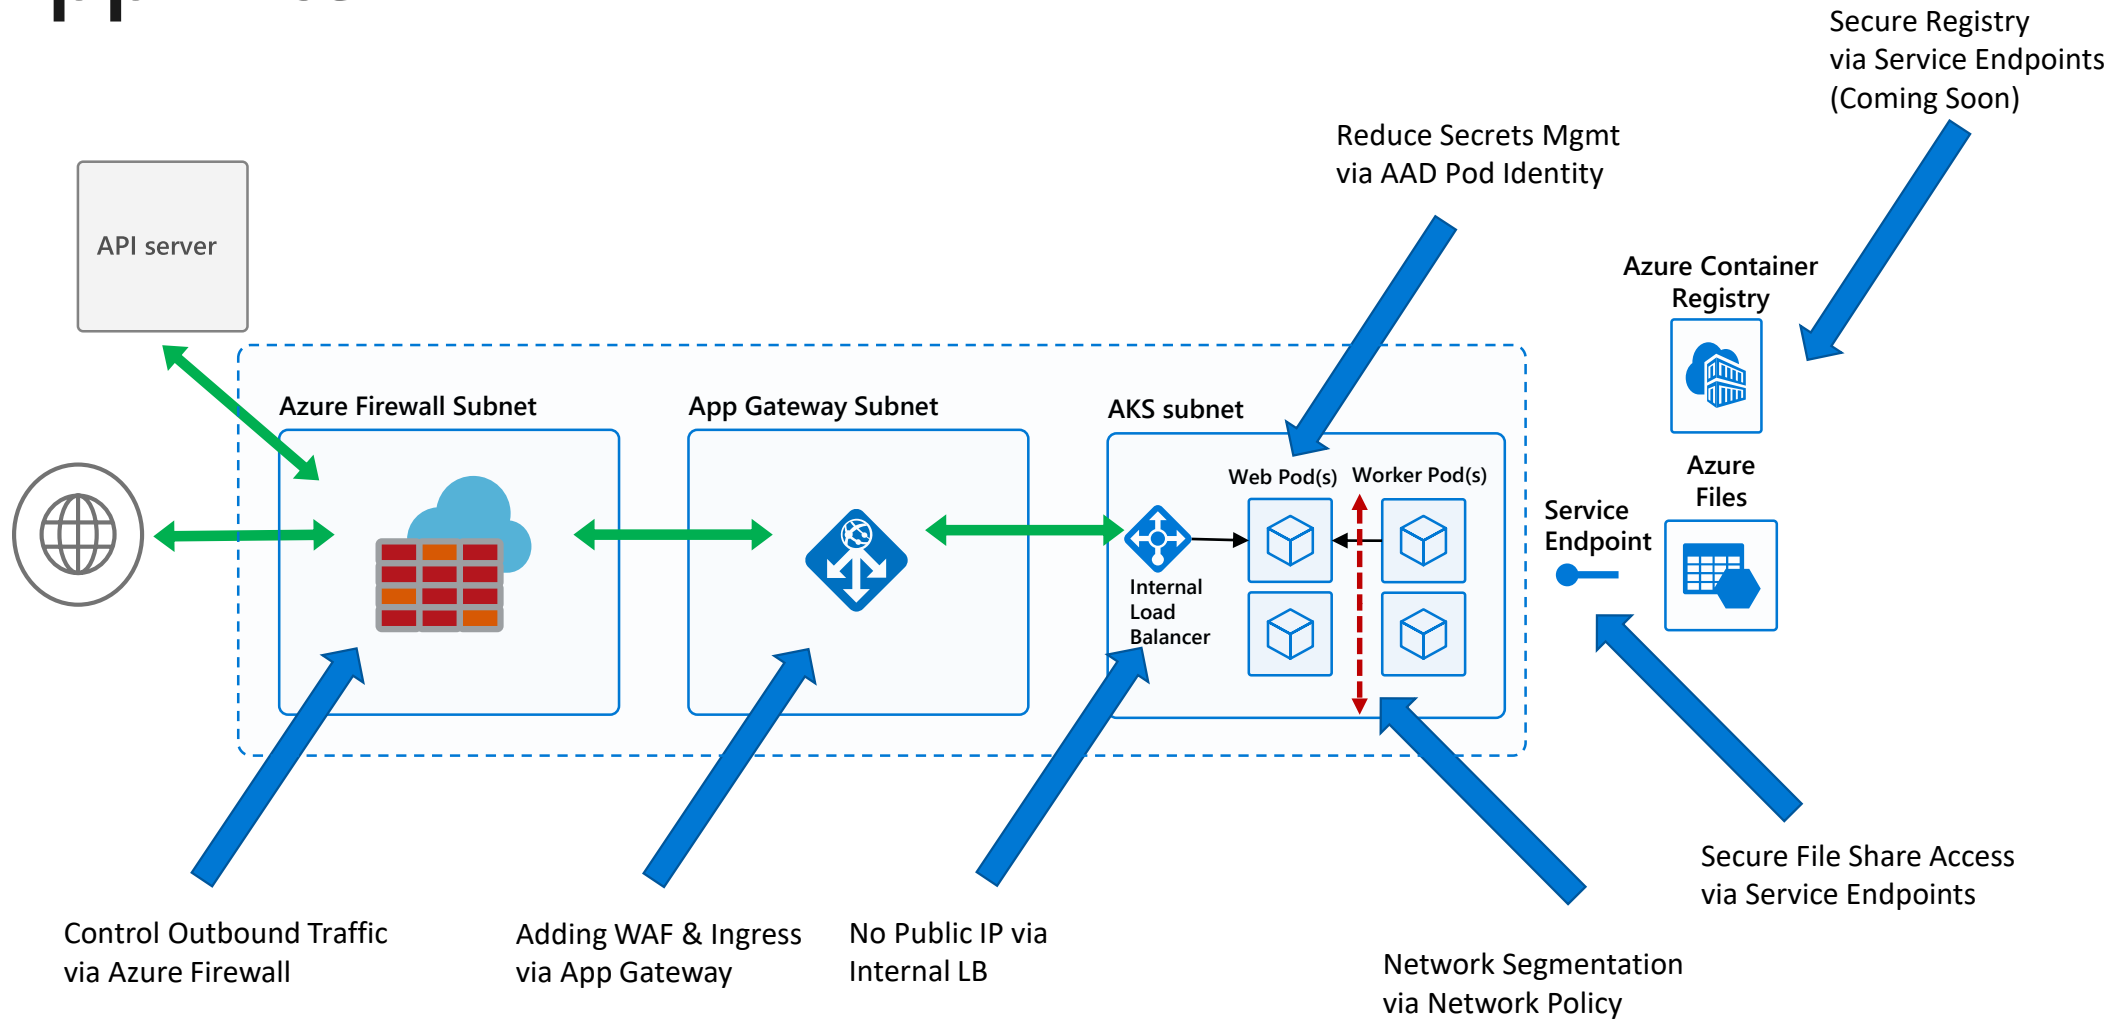 Secure Registry
via Service Endpoints
(Coming Soon)
Reduce Secrets Mgmt
via AAD Pod Identity
API server
Azure Container
Registry
Azure Firewall Subnet
App Gateway Subnet
AKS subnet
Web Pod(s)
Worker Pod(s)
Azure
Files
Service
Endpoint
Internal
Load
Balancer
Control Outbound Traffic
via Azure Firewall
Adding WAF & Ingress
via App Gateway
No Public IP via
Internal LB
Secure File Share Access
via Service Endpoints
Network Segmentation
via Network Policy